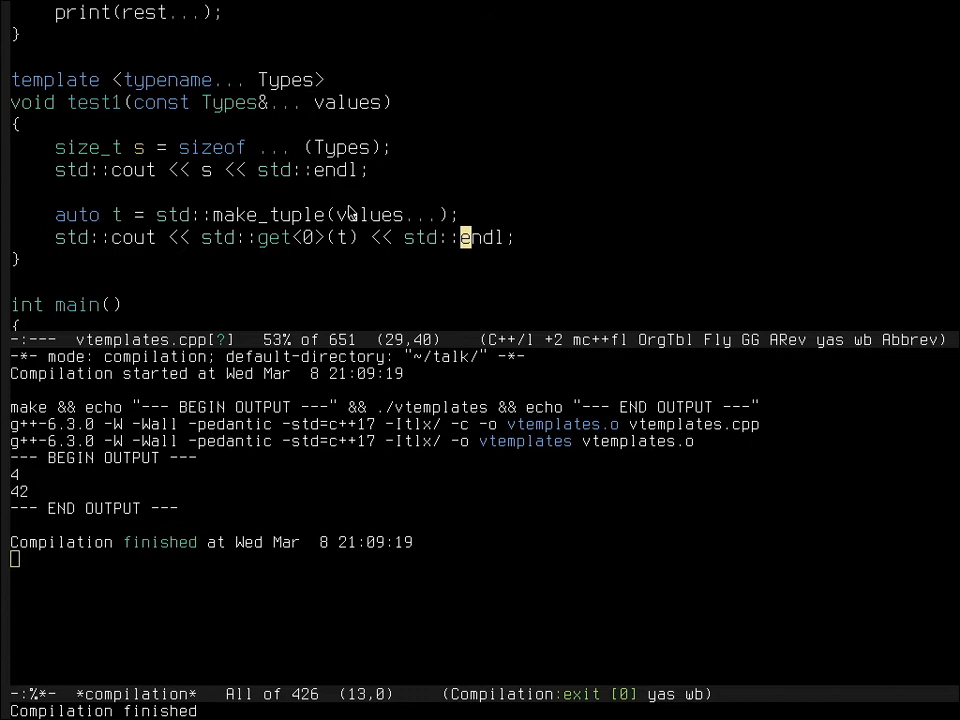 print(rest...);
}
template <typename... Types>
void test1(const Types&... values)
{
size_t s = sizeof ... (Types);
std::cout << s << std::endl;
auto t = std::make_tuple(values...);
std::cout << std::get<0>(t) << std::endl;
}
int main()
{
-:---  vtemplates.cpp[?]   53% of 651  (29,40)    (C++/l +2 mc++fl OrgTbl Fly GG ARev yas wb Abbrev)
-*- mode: compilation; default-directory: "~/talk/" -*-
Compilation started at Wed Mar  8 21:09:19
make && echo "--- BEGIN OUTPUT ---" && ./vtemplates && echo "--- END OUTPUT ---"
g++-6.3.0 -W -Wall -pedantic -std=c++17 -Itlx/ -c -o vtemplates.o vtemplates.cpp
g++-6.3.0 -W -Wall -pedantic -std=c++17 -Itlx/ -o vtemplates vtemplates.o
--- BEGIN OUTPUT ---
4
42
--- END OUTPUT ---
Compilation finished at Wed Mar  8 21:09:19
-:%*-  *compilation*   All of 426  (13,0)     (Compilation:exit [0] yas wb)
Compilation finished